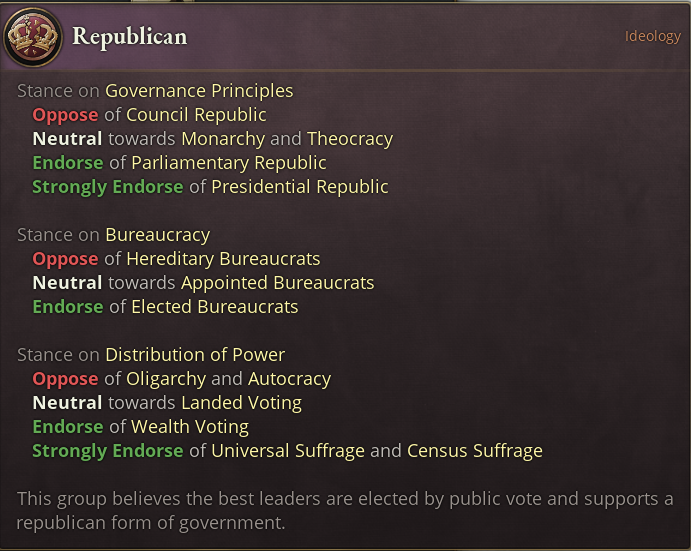 Republican
Ideology
Stance on Governance Principles
Oppose of Council Republic
Neutral towards Monarchy and Theocracy
Endorse of Parliamentary Republic
Strongly Endorse of Presidential Republic
Stance on Bureaucracy
Oppose of Hereditary Bureaucrats
Neutral towards Appointed Bureaucrats
Endorse of Elected Bureaucrats
Stance on Distribution of Power
Oppose of Oligarchy and Autocracy
Neutral towards Landed Voting
Endorse of Wealth Voting
Strongly Endorse of Universal Suffrage and Census Suffrage
This group believes the best leaders are elected by public vote and supports a
republican form of government.